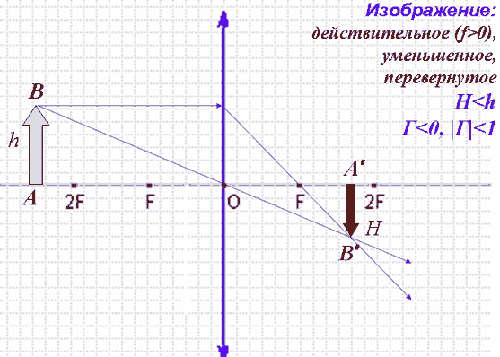 Изображение:
действительное (f>0),
уменьшенное,
перевернутое
H<h
Г<0, |Г|<1
B
h
A'
A
2F
F
O
F
2F
H
B'